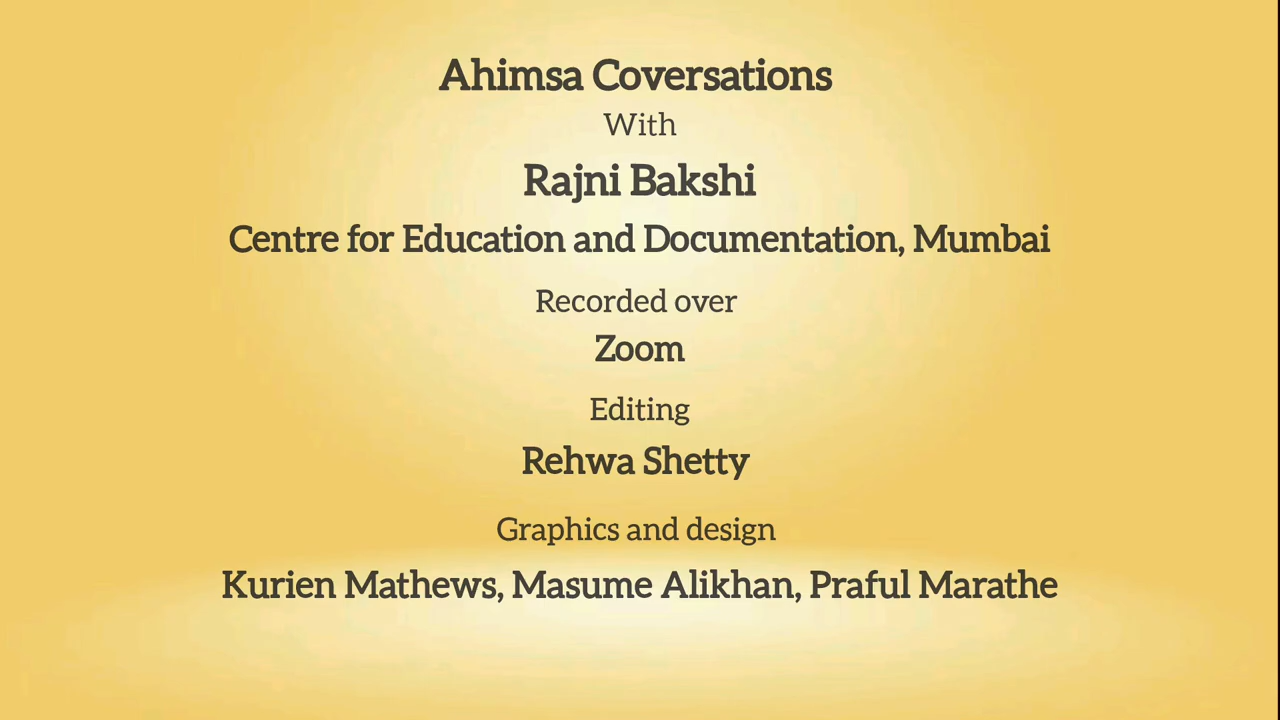 Ahimsa Coversations
With
Rajni Bakshi
Centre for Education and Documentation, Mumbai
Recorded over
Zoom
Editing
Rehwa Shetty
Graphics and design
Kurien Mathews, Masume Alikhan, Praful Marathe